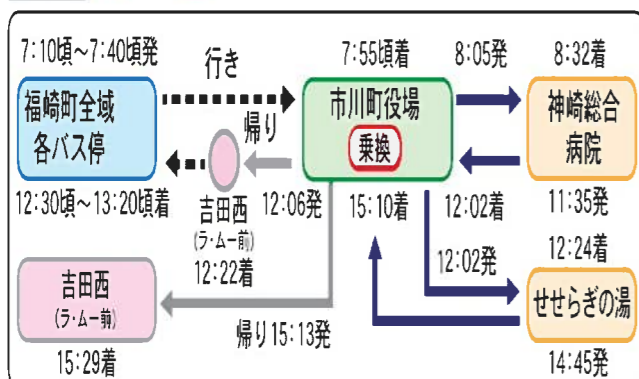 7:10頃～7:40頃発
行き
7:55頃着
8:05発
8:32着
福崎町全域
各バス停
市川町役場
乗換
神崎総合
病院
帰り
12:30頃～13:20頃着
吉田西
(ラ・ムー前)
12:22着
12:06発
15:10着
12:02着
11:35発
12:02発
12:24着
吉田西
(ラ・ムー前)
15:29着
帰り15:13発
せせらぎの湯
14:45発